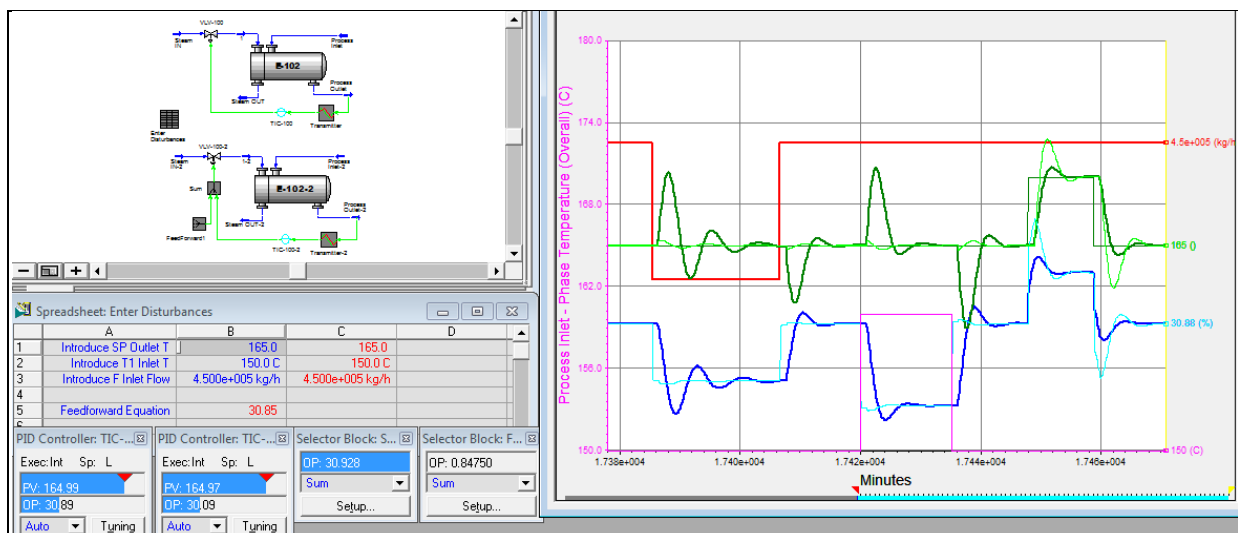 VLV-100
Steam IN
1
Process Inlet
E-102
Process Outlet
Steam OUT
TIC-100
Transmitter
Enter Disturbances
VLV-100-2
Steam IN-2
1-2
Process Inlet-2
Sum
E-102-2
Process Outlet-2
Steam OUT-2
FeedForward1
TIC-100-2
Transmitter-2
Spreadsheet: Enter Disturbances
A B C D
1 Introduce SP Outlet T 165.0 165.0
2 Introduce T1 Inlet T 150.0 C 150.0 C
3 Introduce F Inlet Flow 4.500e+005 kg/h 4.500e+005 kg/h
4
5 Feedforward Equation 30.85
PID Controller: TIC-...
Exec:Int Sp: L
PV: 164.99
OP: 30.89
Auto Tuning
PID Controller: TIC-...
Exec:Int Sp: L
PV: 164.97
OP: 30.09
Auto Tuning
Selector Block: S...
OP: 30.928
Sum
Setup...
Selector Block: F...
OP: 0.84750
Sum
Setup...
Process Inlet - Phase Temperature (Overall) (C)
180.0
174.0
168.0
162.0
156.0
150.0
4.5e+005 (kg/h
165 ()
30.88 (%)
150 (C)
1.738e+004 1.740e+004 1.742e+004 1.744e+004 1.746e+004
Minutes